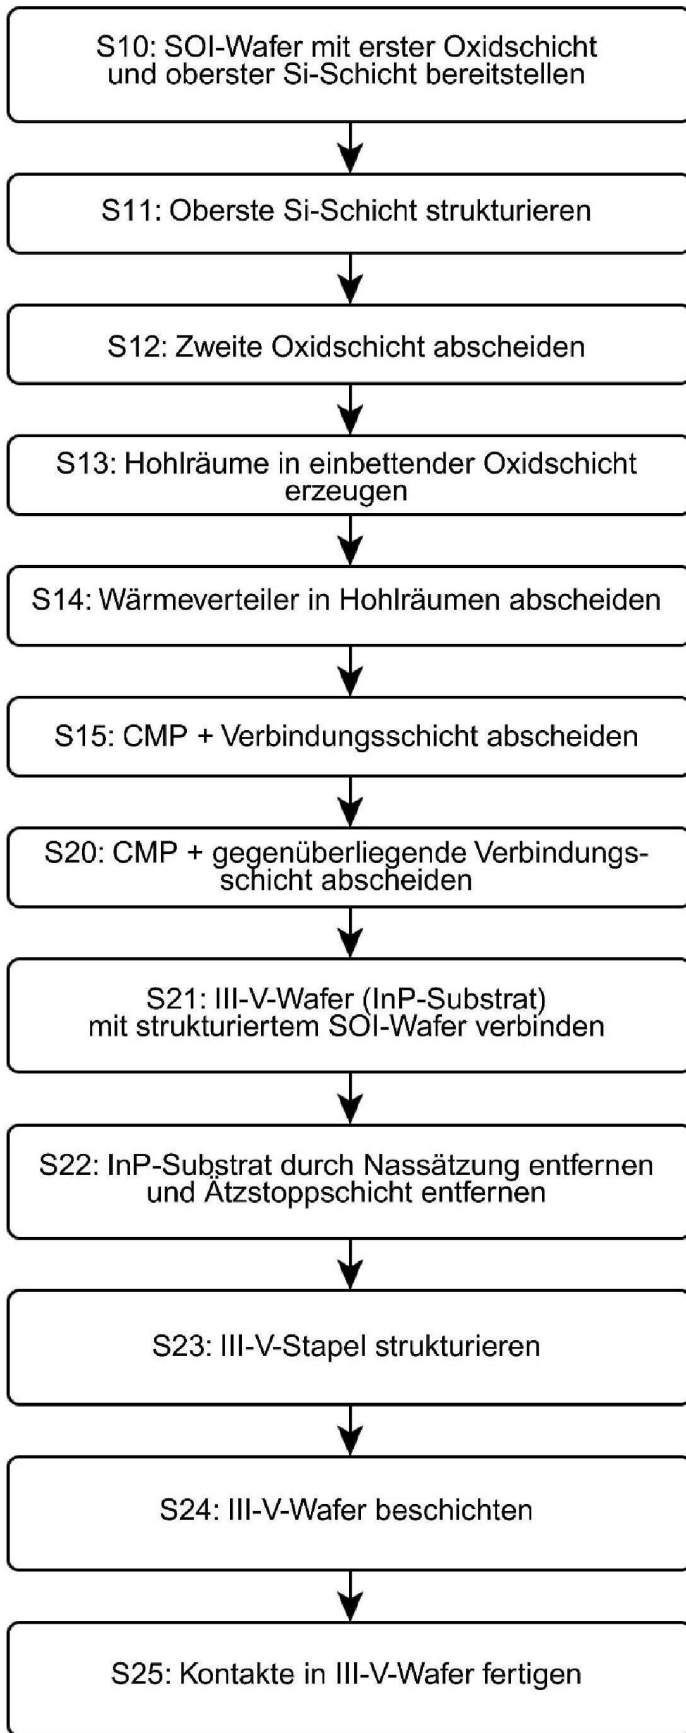 S10: SOI-Wafer mit erster Oxidschicht
und oberster Si-Schicht bereitstellen
S11: Oberste Si-Schicht strukturieren
S12: Zweite Oxidschicht abscheiden
S13: Hohlräume in einbettender Oxidschicht
erzeugen
S14: Wärmeverteiler in Hohlräumen abscheiden
S15: CMP + Verbindungsschicht abscheiden
S20: CMP + gegenüberliegende Verbindungs-
schicht abscheiden
S21: III-V-Wafer (InP-Substrat)
mit strukturiertem SOI-Wafer verbinden
S22: InP-Substrat durch Nassätzung entfernen
und Ätzstoppschicht entfernen
S23: III-V-Stapel strukturieren
S24: III-V-Wafer beschichten
S25: Kontakte in III-V-Wafer fertigen